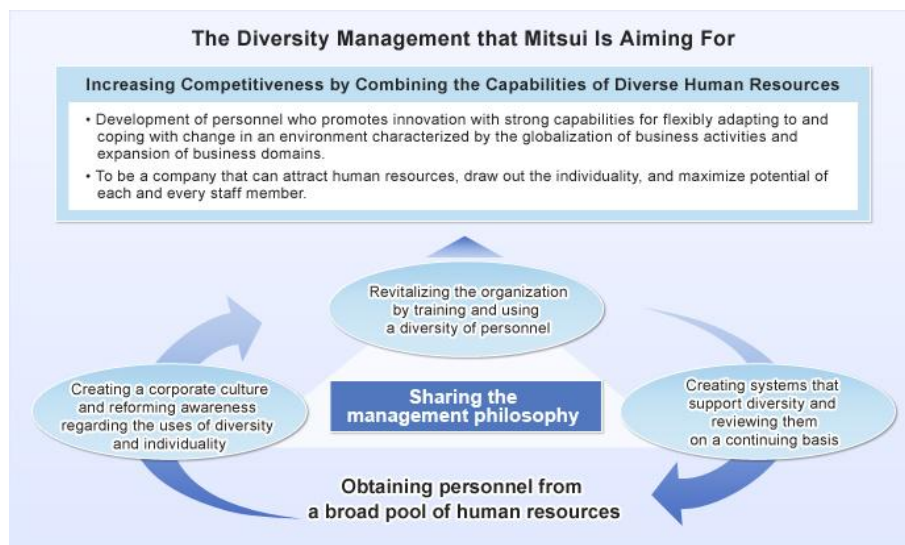 The Diversity Management that Mitsui Is Aiming For
Increasing Competitiveness by Combining the Capabilities of Diverse Human Resources
• Development of personnel who promotes innovation with strong capabilities for flexibly adapting to and
coping with change in an environment characterized by the globalization of business activities and
expansion of business domains.
• To be a company that can attract human resources, draw out the individuality, and maximize potential of
each and every staff member.
Revitalizing the organization
by training and using
a diversity of personnel
Creating a corporate culture
and reforming awareness
regarding the uses of diversity
and individuality
Sharing the
management philosophy
Creating systems that
support diversity and
reviewing them
on a continuing basis
Obtaining personnel from
a broad pool of human resources